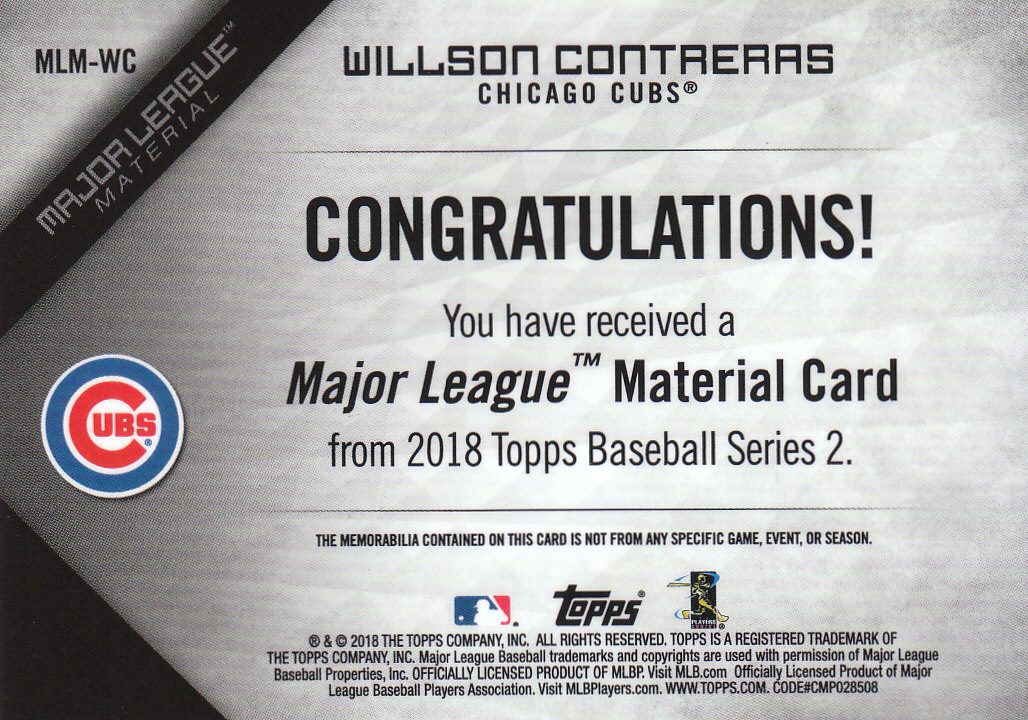 MLM-WC
MAJOR LEAGUE™
MATERIAL
WILLSON CONTRERAS
CHICAGO CUBS®
CONGRATULATIONS!
You have received a
Major League™ Material Card
from 2018 Topps Baseball Series 2.
CUBS®
THE MEMORABILIA CONTAINED ON THIS CARD IS NOT FROM ANY SPECIFIC GAME, EVENT, OR SEASON.
TOPPS®
PLAYERS CHOICE®
® & © 2018 THE TOPPS COMPANY, INC. ALL RIGHTS RESERVED. TOPPS IS A REGISTERED TRADEMARK OF
THE TOPPS COMPANY, INC. Major League Baseball trademarks and copyrights are used with permission of Major League
Baseball Properties, Inc. OFFICIALLY LICENSED PRODUCT OF MLBP. Visit MLB.com Officially Licensed Product of Major
League Baseball Players Association. Visit MLBPlayers.com. WWW.TOPPS.COM. CODE#CMP028508